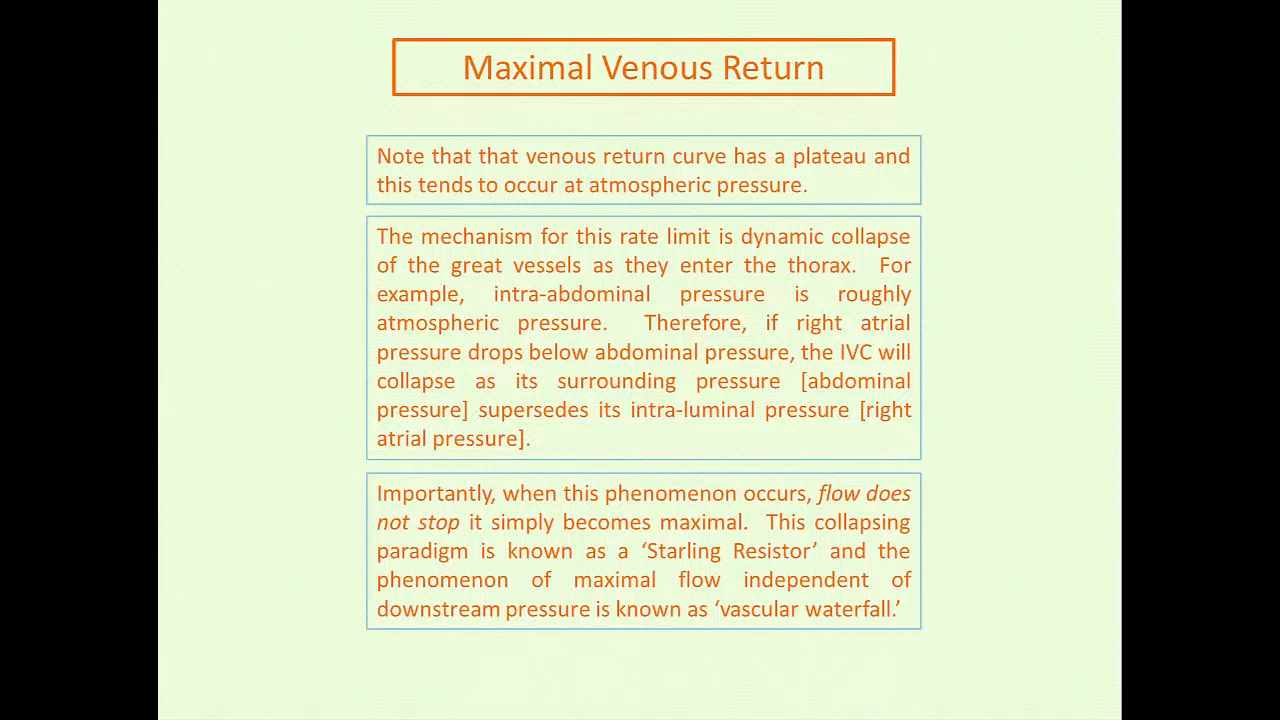 Maximal Venous Return
Note that that venous return curve has a plateau and
this tends to occur at atmospheric pressure.
The mechanism for this rate limit is dynamic collapse
of the great vessels as they enter the thorax. For
example, intra-abdominal pressure is roughly
atmospheric pressure. Therefore, if right atrial
pressure drops below abdominal pressure, the IVC will
collapse as its surrounding pressure [abdominal
pressure] supersedes its intra-luminal pressure [right
atrial pressure].
Importantly, when this phenomenon occurs, flow does
not stop it simply becomes maximal. This collapsing
paradigm is known as a ‘Starling Resistor’ and the
phenomenon of maximal flow independent of
downstream pressure is known as ‘vascular waterfall.’